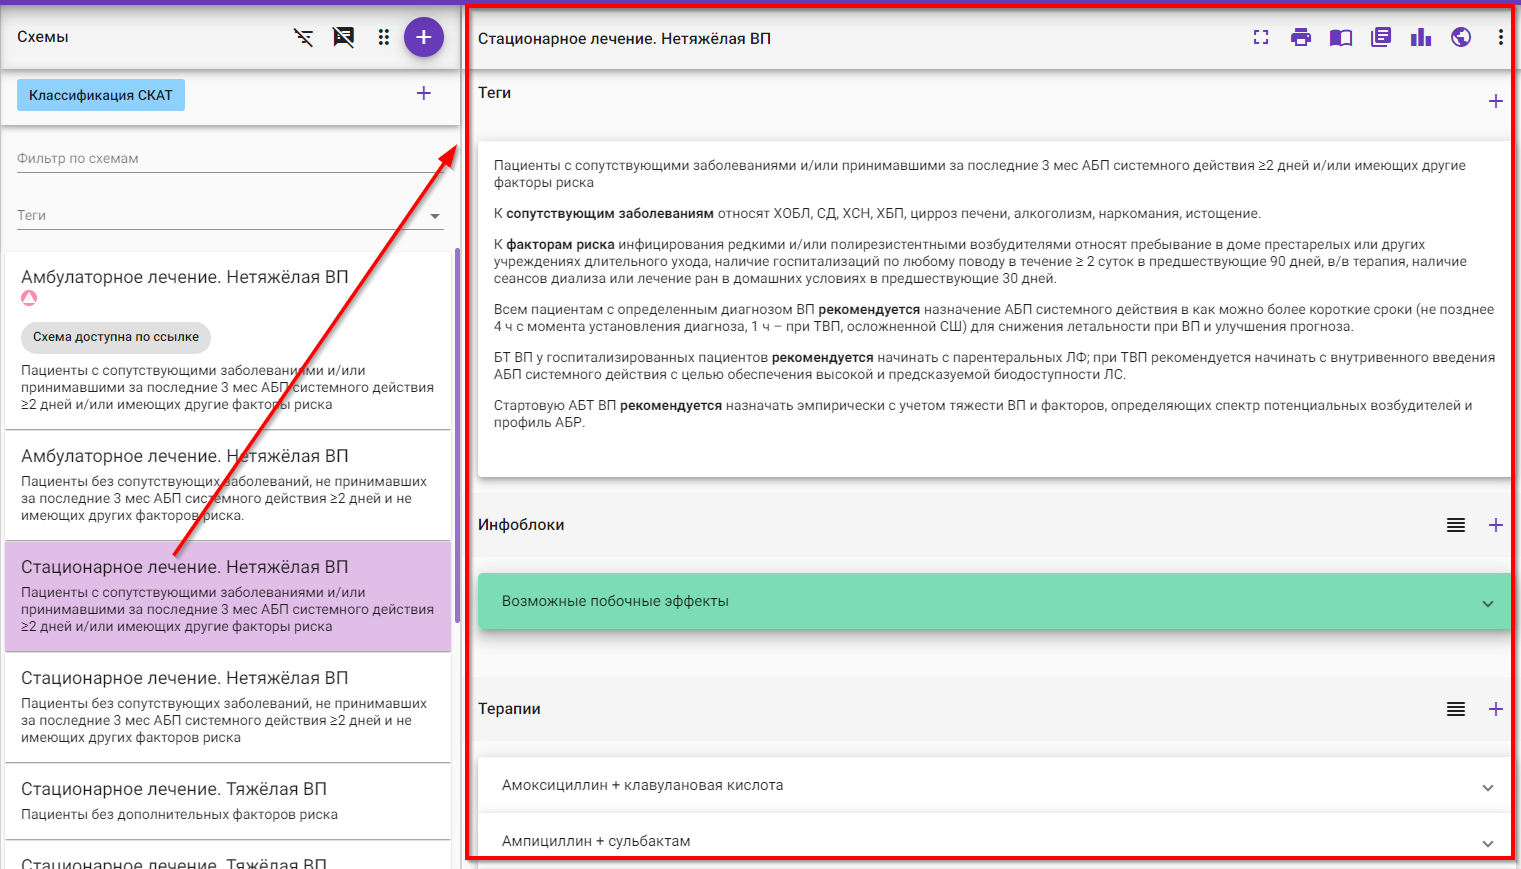 Схемы
Классификация СКАТ
Фильтр по схемам
Теги
Амбулаторное лечение. Нетяжёлая ВП
Схема доступна по ссылке
Пациенты с сопутствующими заболеваниями и/или
принимавшими за последние 3 мес АБП системного действия
≥2 дней и/или имеющих другие факторы риска
Амбулаторное лечение. Нетяжёлая ВП
Пациенты без сопутствующих заболеваний, не принимавших
за последние 3 мес АБП системного действия ≥2 дней и не
имеющих других факторов риска.
Стационарное лечение. Нетяжёлая ВП
Пациенты с сопутствующими заболеваниями и/или
принимавшими за последние 3 мес АБП системного действия
≥2 дней и/или имеющих другие факторы риска
Стационарное лечение. Нетяжёлая ВП
Пациенты без сопутствующих заболеваний, не принимавших
за последние 3 мес АБП системного действия ≥2 дней и не
имеющих других факторов риска
Стационарное лечение. Тяжёлая ВП
Пациенты без дополнительных факторов риска
Стационарное лечение. Тяжёлая ВП
Стационарное лечение. Нетяжёлая ВП
Теги
Пациенты с сопутствующими заболеваниями и/или принимавшими за последние 3 мес АБП системного действия ≥2 дней и/или имеющих другие
факторы риска
К сопутствующим заболеваниям относят ХОБЛ, СД, ХСН, ХБП, цирроз печени, алкоголизм, наркомания, истощение.
К факторам риска инфицирования редкими и/или полирезистентными возбудителями относят пребывание в доме престарелых или других
учреждениях длительного ухода, наличие госпитализаций по любому поводу в течение ≥ 2 суток в предшествующие 90 дней, в/в терапия, наличие
сеансов диализа или лечение ран в домашних условиях в предшествующие 30 дней.
Всем пациентам с определенным диагнозом ВП рекомендуется назначение АБП системного действия в как можно более короткие сроки (не позднее
4 ч с момента установления диагноза, 1 ч – при ТВП, осложненной СШ) для снижения летальности при ВП и улучшения прогноза.
БТ ВП у госпитализированных пациентов рекомендуется начинать с парентеральных ЛФ; при ТВП рекомендуется начинать с внутривенного введения
АБП системного действия с целью обеспечения высокой и предсказуемой биодоступности ЛС.
Стартовую АБТ ВП рекомендуется назначать эмпирически с учетом тяжести ВП и факторов, определяющих спектр потенциальных возбудителей и
профиль АБР.
Инфоблоки
Возможные побочные эффекты
Терапии
Амоксициллин + клавулановая кислота
Ампициллин + сульбактам